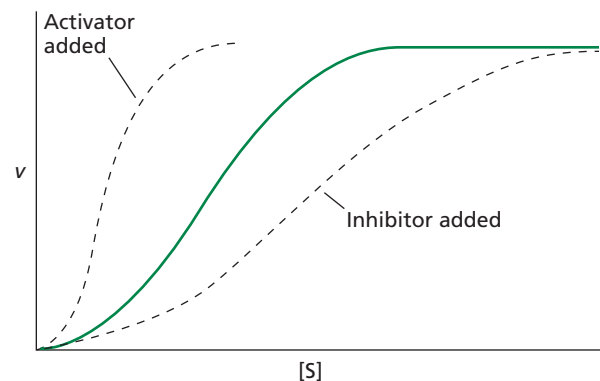 Activator
added
v
Inhibitor added
[S]